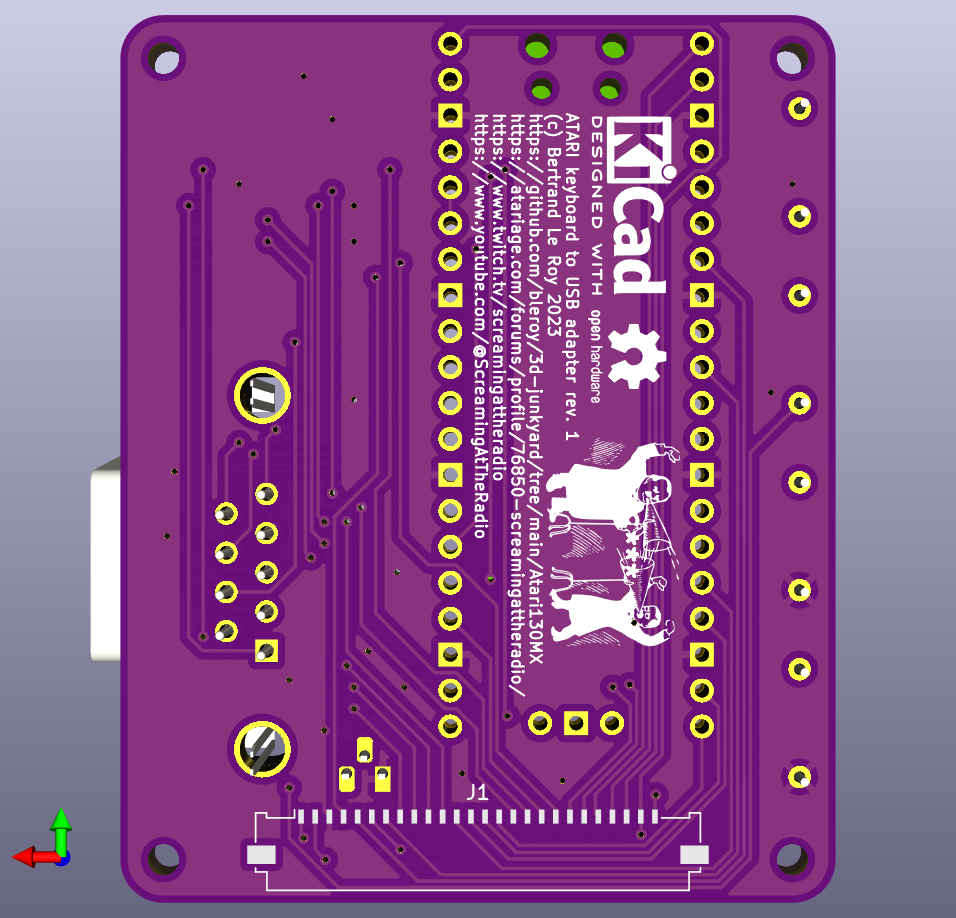 KiCad
DESIGNED WITH
open hardware
ATARI keyboard to USB adapter rev. 1
(c) Bertrand Le Roy 2023
https://github.com/bleroy/3d-junkyard/tree/main/Atari130MX
https://atariage.com/forums/profile/76850-screamingattheradio/
https://www.twitch.tv/screamingattheradio
https://www.youtube.com/@ScreamingAtTheRadio
J1